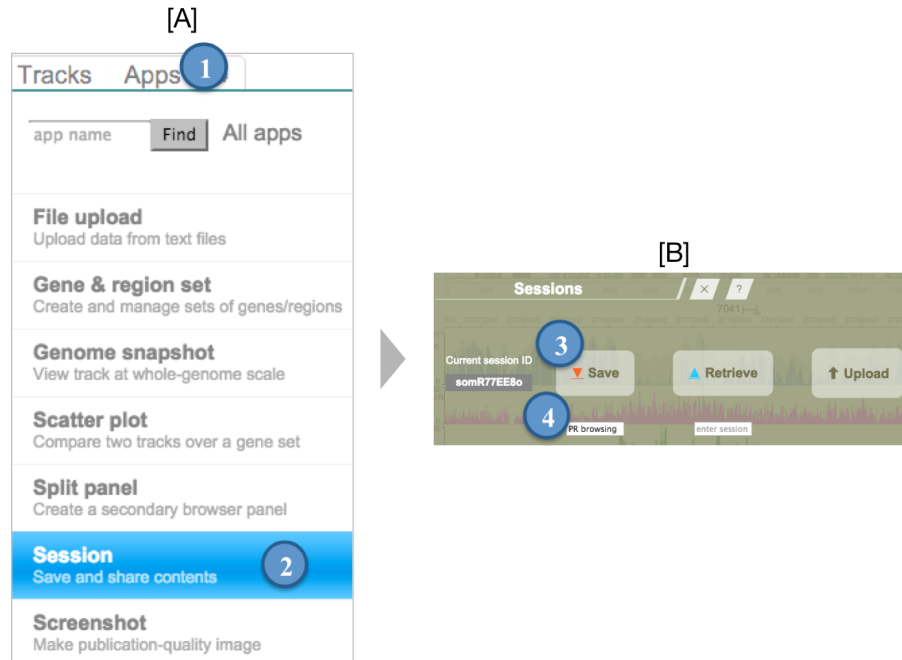 [A]
Tracks Apps 1
app name Find All apps
File upload
Upload data from text files
Gene & region set
Create and manage sets of genes/regions
Genome snapshot
View track at whole-genome scale
Scatter plot
Compare two tracks over a gene set
Split panel
Create a secondary browser panel
Session 2
Save and share contents
Screenshot
Make publication-quality image
[B]
Sessions × ?
7041
3
Current session ID
somR77EE8o Save Retrieve Upload
4
PR browsing enter session